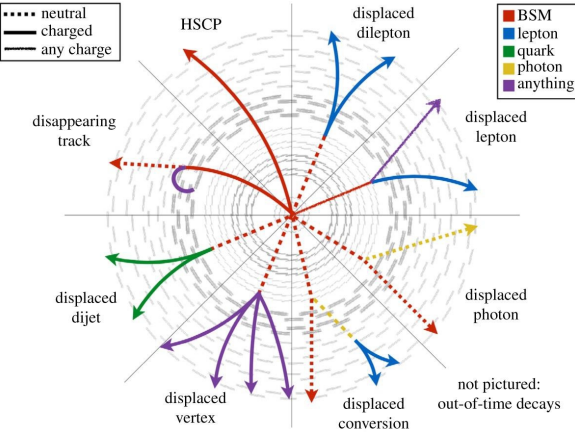 neutral
charged
any charge
HSCP
displaced
dilepton
BSM
lepton
quark
photon
anything
disappearing
track
displaced
lepton
displaced
dijet
displaced
photon
displaced
vertex
displaced
conversion
not pictured:
out-of-time decays